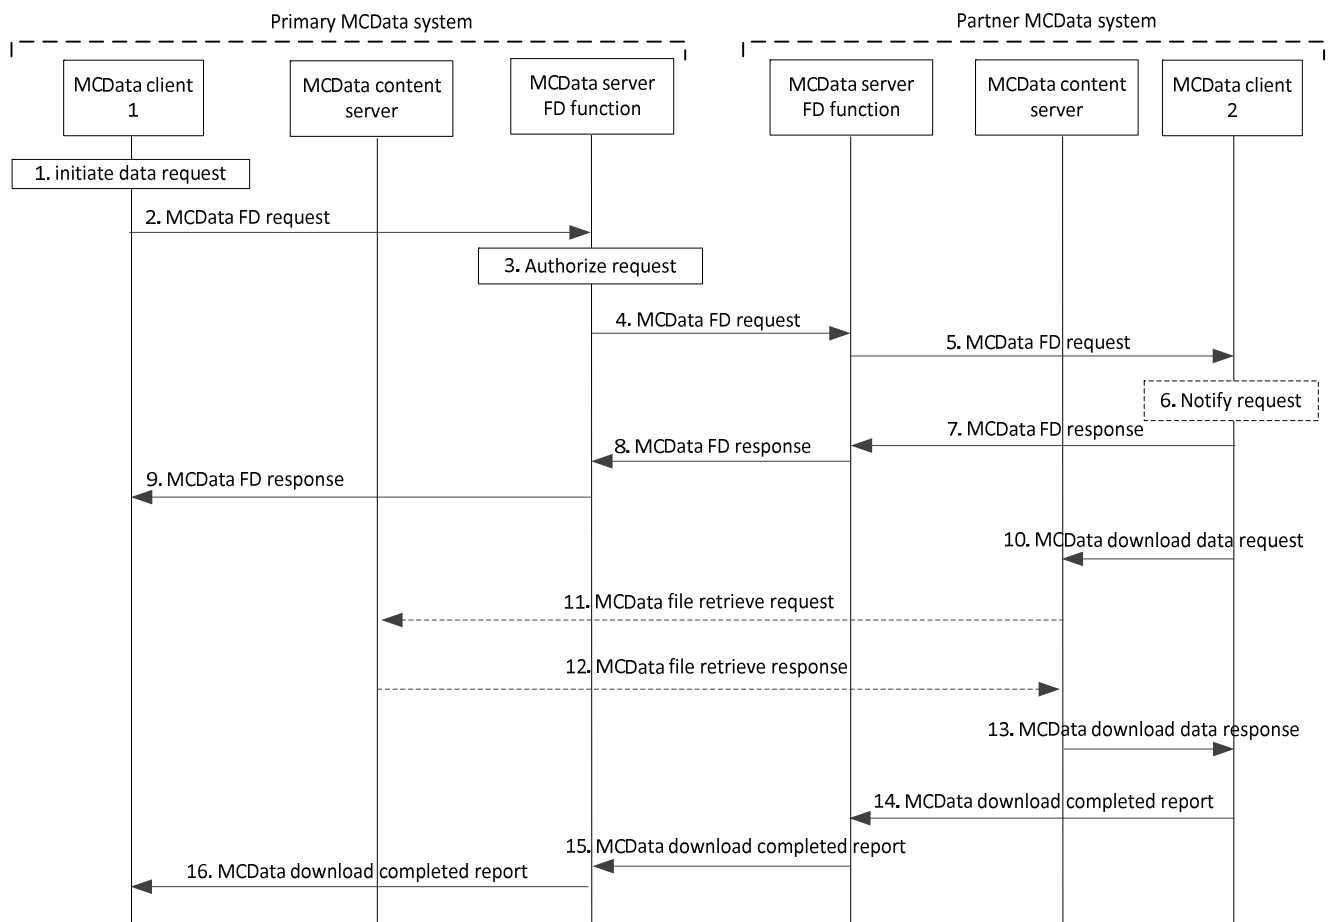 Primary MCData system
Partner MCData system
MCData client
1
MCData content
server
MCData server
FD function
MCData server
FD function
MCData content
server
MCData client
2
1. initiate data request
2. MCData FD request
3. Authorize request
4. MCData FD request
5. MCData FD request
6. Notify request
7. MCData FD response
8. MCData FD response
9. MCData FD response
10. MCData download data request
11. MCData file retrieve request
12. MCData file retrieve response
13. MCData download data response
14. MCData download completed report
15. MCData download completed report
16. MCData download completed report